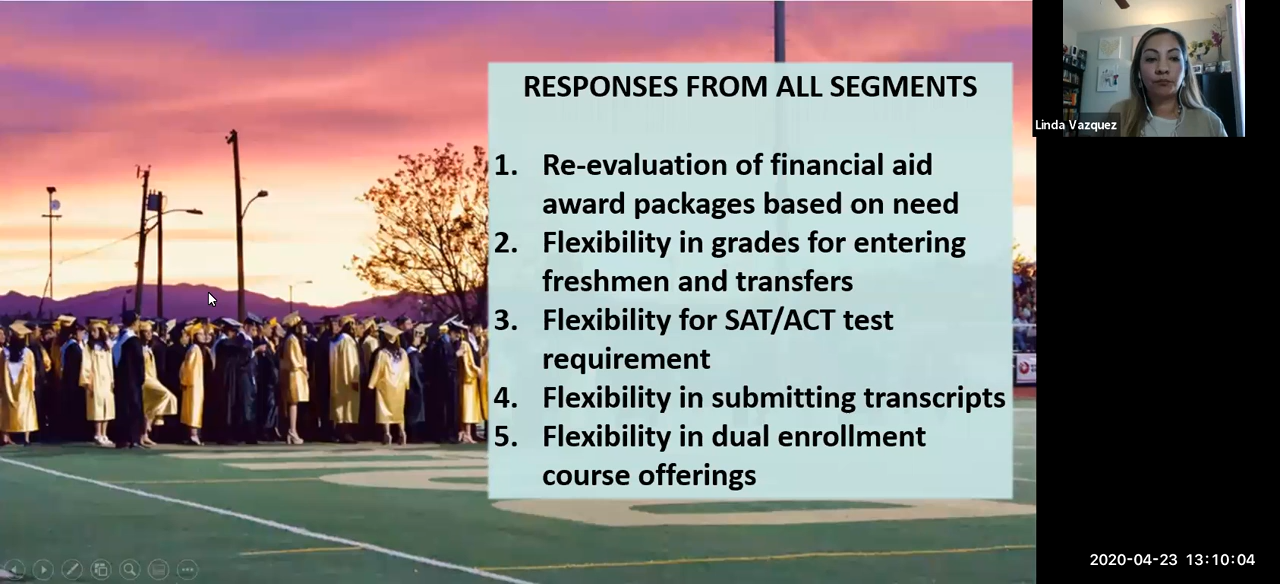 RESPONSES FROM ALL SEGMENTS
1. Re-evaluation of financial aid
award packages based on need
2. Flexibility in grades for entering
freshmen and transfers
3. Flexibility for SAT/ACT test
requirement
4. Flexibility in submitting transcripts
5. Flexibility in dual enrollment
course offerings
Linda Vazquez
2020-04-23 13:10:04